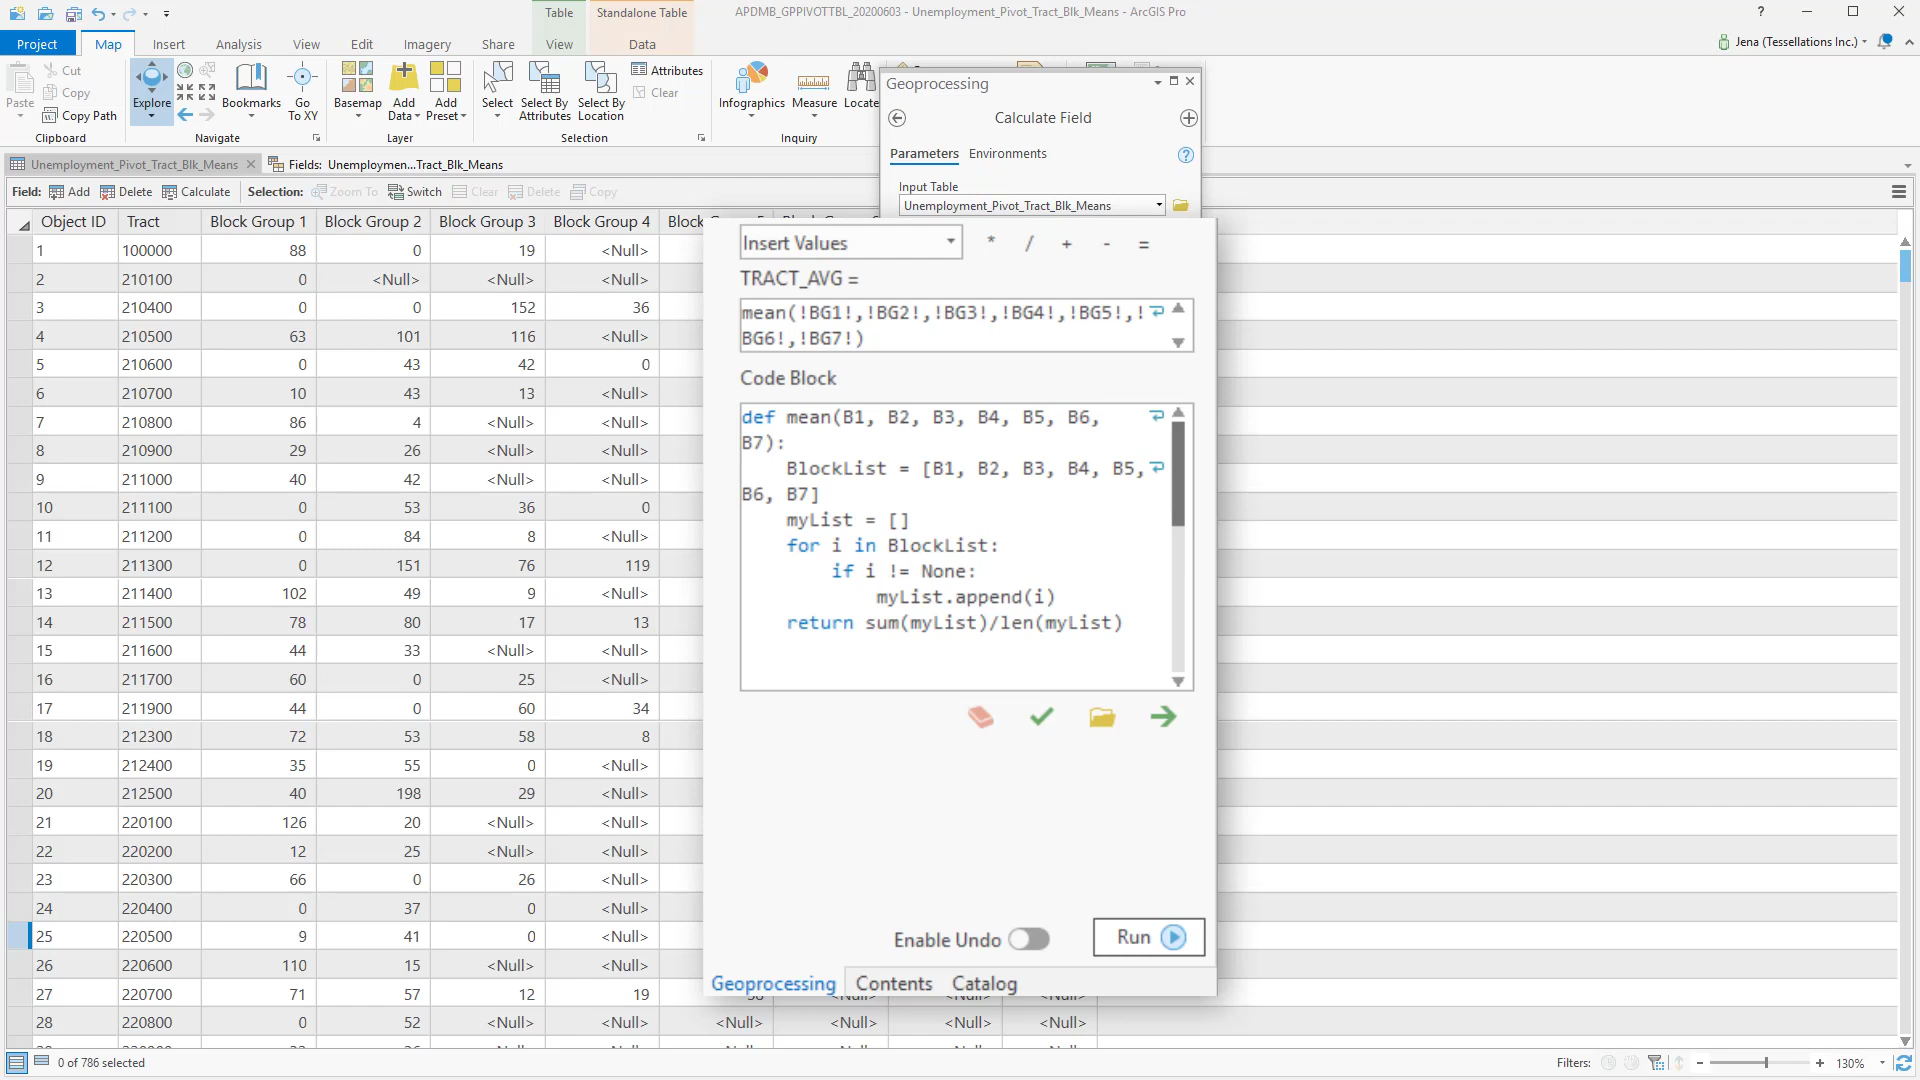 APDMB_GPPIVOTTBL_20200603 - Unemployment_Pivot_Tract_Blk_Means - ArcGIS Pro
Table
Standalone Table
Project
Map
Insert
Analysis
View
Edit
Imagery
Share
View
Data
Jena (Tessellations Inc.)
Paste
Cut
Copy
Copy Path
Clipboard
Explore
Bookmarks
Go To XY
Navigate
Basemap
Add Data
Add Preset
Layer
Select
Select By Attributes
Select By Location
Attributes
Clear
Selection
Infographics
Measure
Locate
Inquiry
Geoprocessing
Calculate Field
Parameters Environments
Input Table
Unemployment_Pivot_Tract_Blk_Means
Unemployment_Pivot_Tract_Blk_Means
Fields: Unemploymen...Tract_Blk_Means
Field: Add Delete Calculate Selection: Zoom To Switch Clear Delete Copy
Object ID Tract Block Group 1 Block Group 2 Block Group 3 Block Group 4
1 100000 88 0 19 <Null>
2 210100 0 <Null> <Null> <Null>
3 210400 0 0 152 36
4 210500 63 101 116 <Null>
5 210600 0 43 42 0
6 210700 10 43 13 <Null>
7 210800 86 4 <Null> <Null>
8 210900 29 26 <Null> <Null>
9 211000 40 42 <Null> <Null>
10 211100 0 53 36 0
11 211200 0 84 8 <Null>
12 211300 0 151 76 119
13 211400 102 49 9 <Null>
14 211500 78 80 17 13
15 211600 44 33 <Null> <Null>
16 211700 60 0 25 <Null>
17 211900 44 0 60 34
18 212300 72 53 58 8
19 212400 35 55 0 <Null>
20 212500 40 198 29 <Null>
21 220100 126 20 <Null> <Null>
22 220200 12 25 <Null> <Null>
23 220300 66 0 26 <Null>
24 220400 0 37 0 <Null>
25 220500 9 41 0 <Null>
26 220600 110 15 <Null> <Null>
27 220700 71 57 12 19
28 220800 0 52 <Null> <Null> <Null> <Null> <Null> <Null>
Insert Values * / + - =
TRACT_AVG =
mean(!BG1!,!BG2!,!BG3!,!BG4!,!BG5!,!
BG6!,!BG7!)
Code Block
def mean(B1, B2, B3, B4, B5, B6,
B7):
    BlockList = [B1, B2, B3, B4, B5,
B6, B7]
    myList = []
    for i in BlockList:
        if i != None:
            myList.append(i)
    return sum(myList)/len(myList)
Enable Undo
Run
Geoprocessing Contents Catalog
0 of 786 selected
Filters:
130%